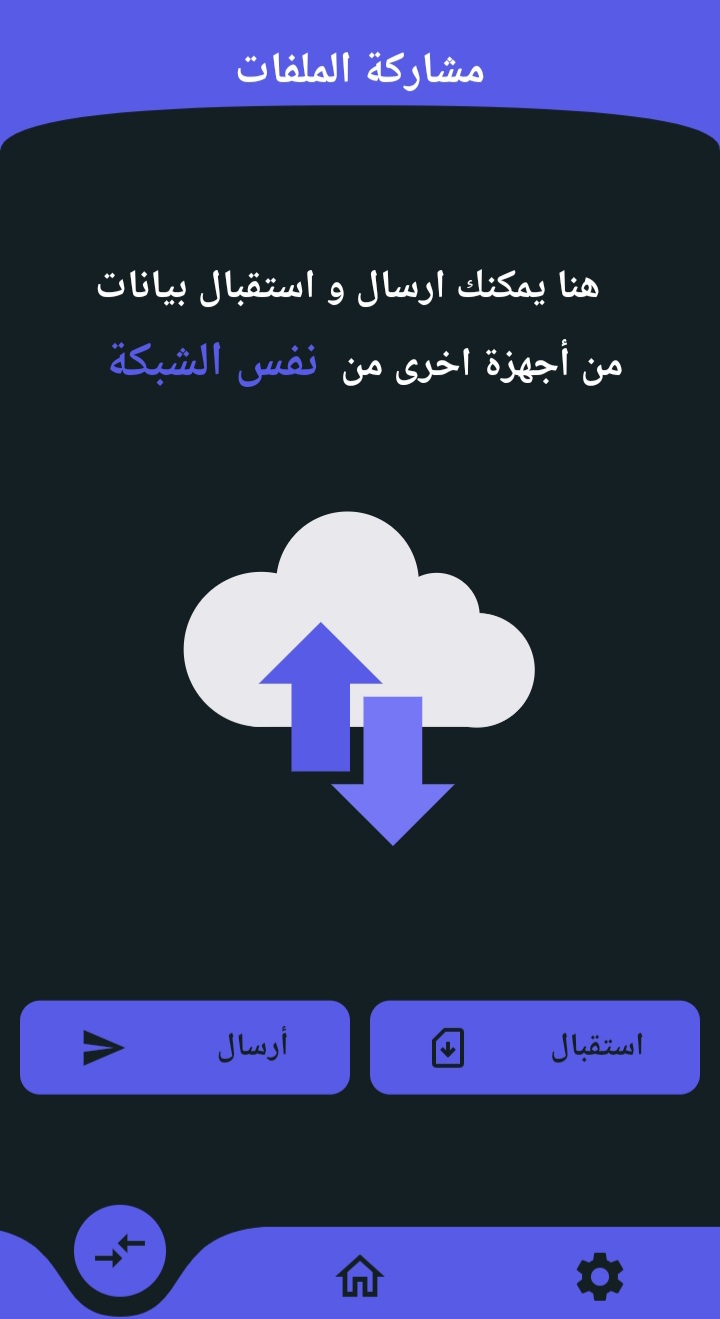 مشاركة الملفات
هنا يمكنك ارسال و استقبال بيانات
من أجهزة اخرى من نفس الشبكة
استقبال
أرسال